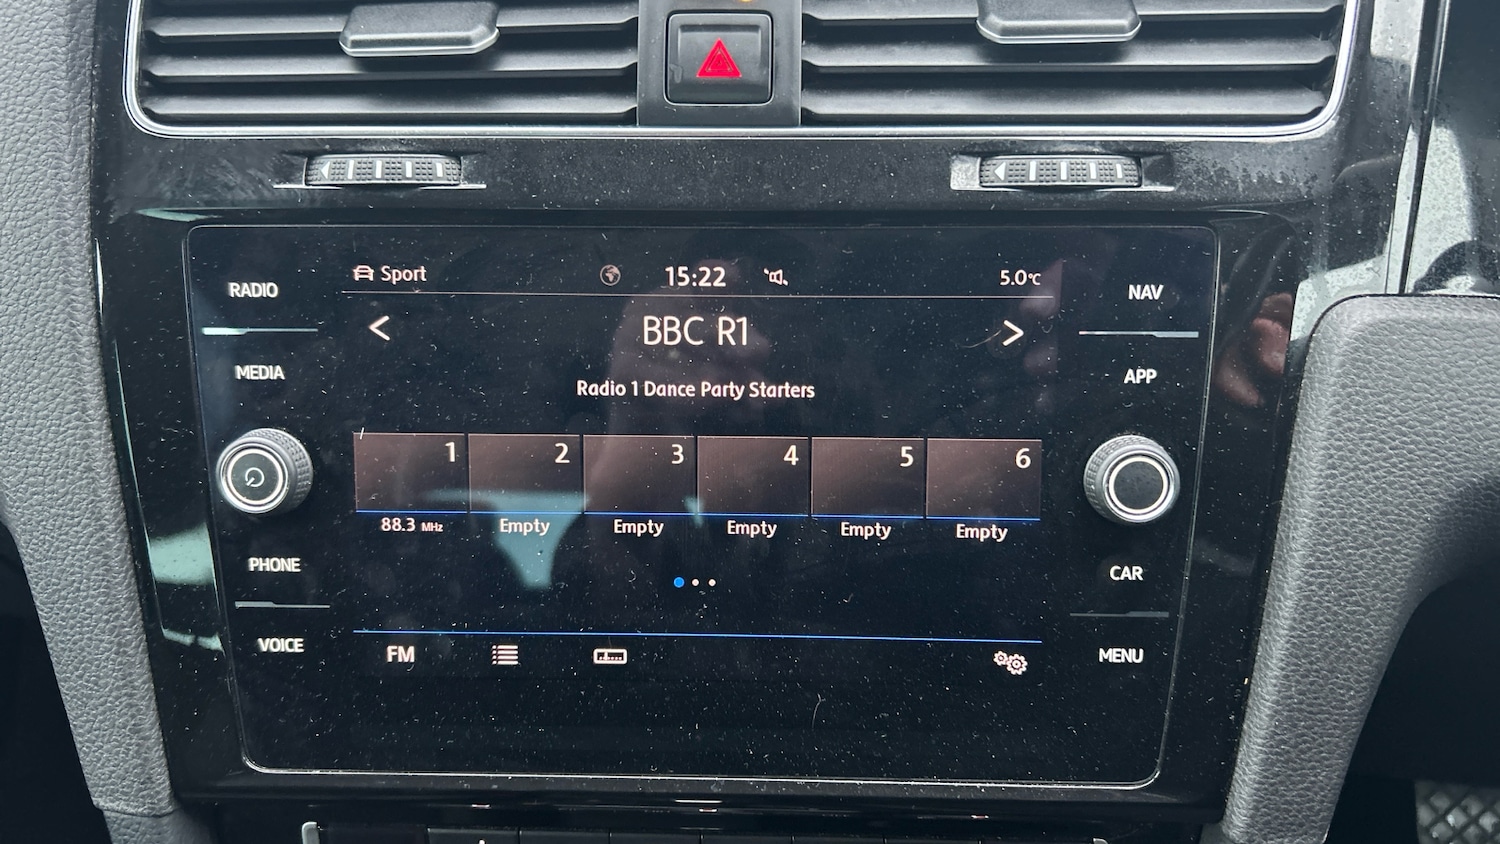 RADIO
MEDIA
PHONE
VOICE
Sport 15:22 5.0°C
BBC R1
Radio 1 Dance Party Starters
1 2 3 4 5 6
88.3 MHz Empty Empty Empty Empty Empty
FM
NAV
APP
CAR
MENU